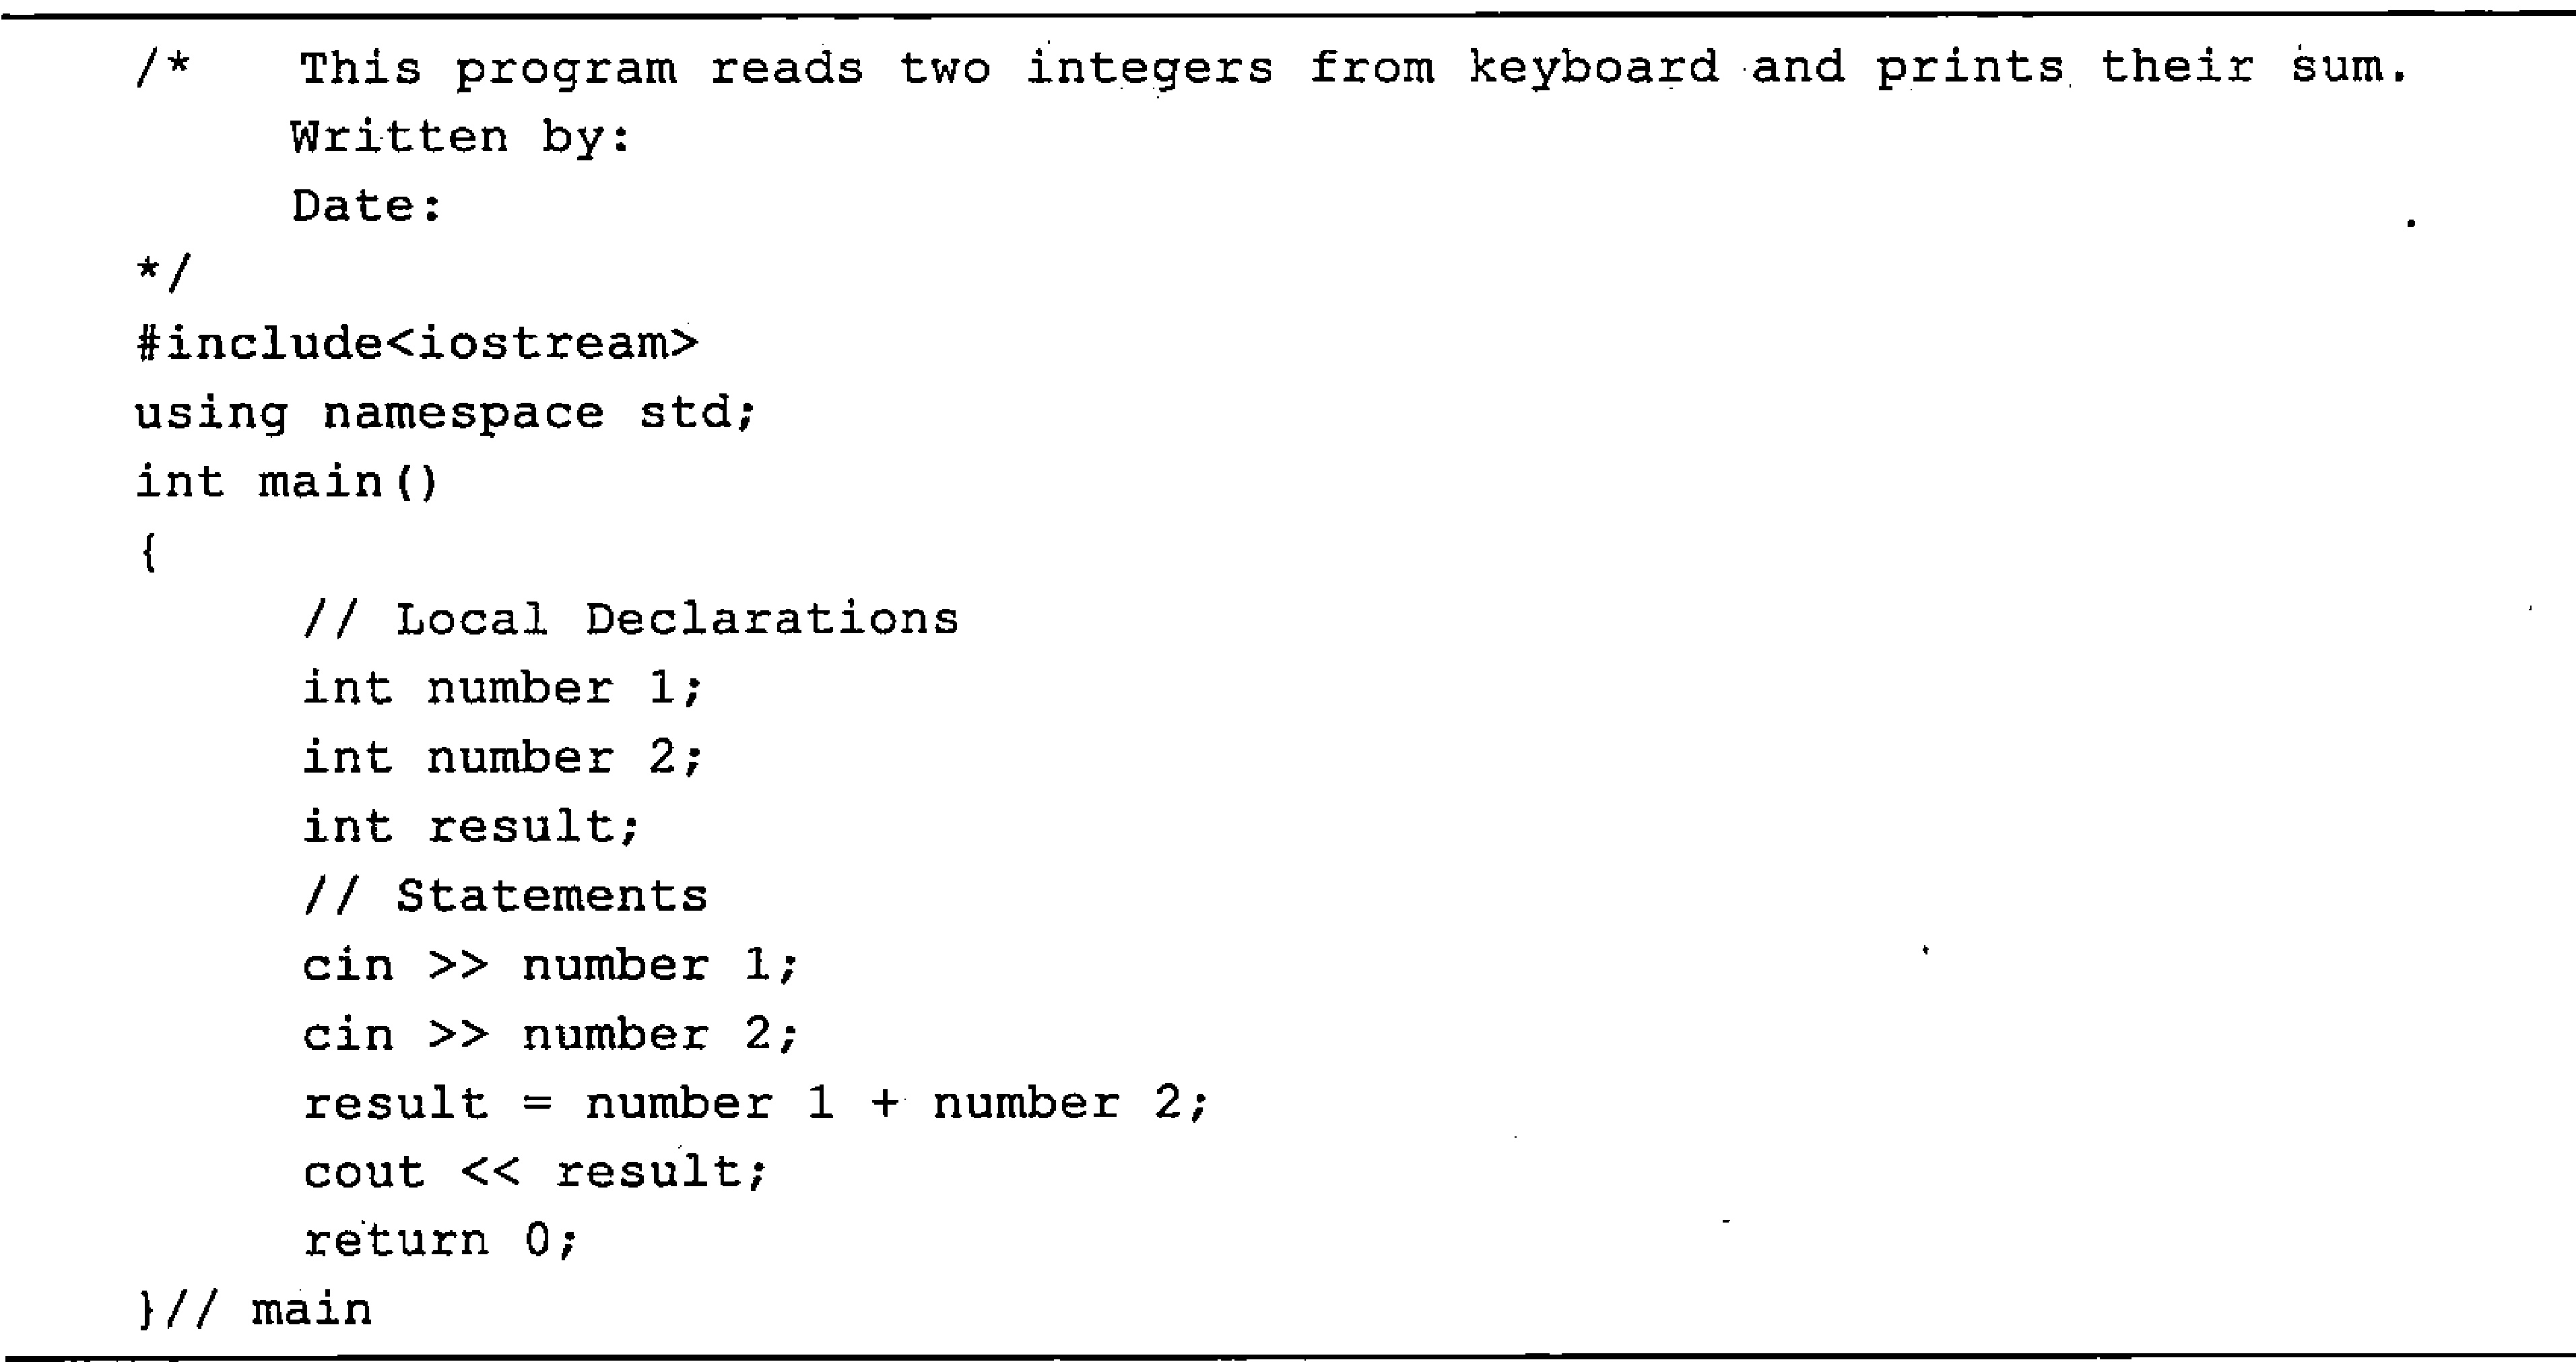 /* This program reads two integers from keyboard and prints their sum.
Written by:
Date:
*/
#include<iostream>
using namespace std;
int main()
{
// Local Declarations
int number 1;
int number 2;
int result;
// Statements
cin >> number 1;
cin >> number 2;
result = number 1 + number 2;
cout << result;
return 0;
}// main